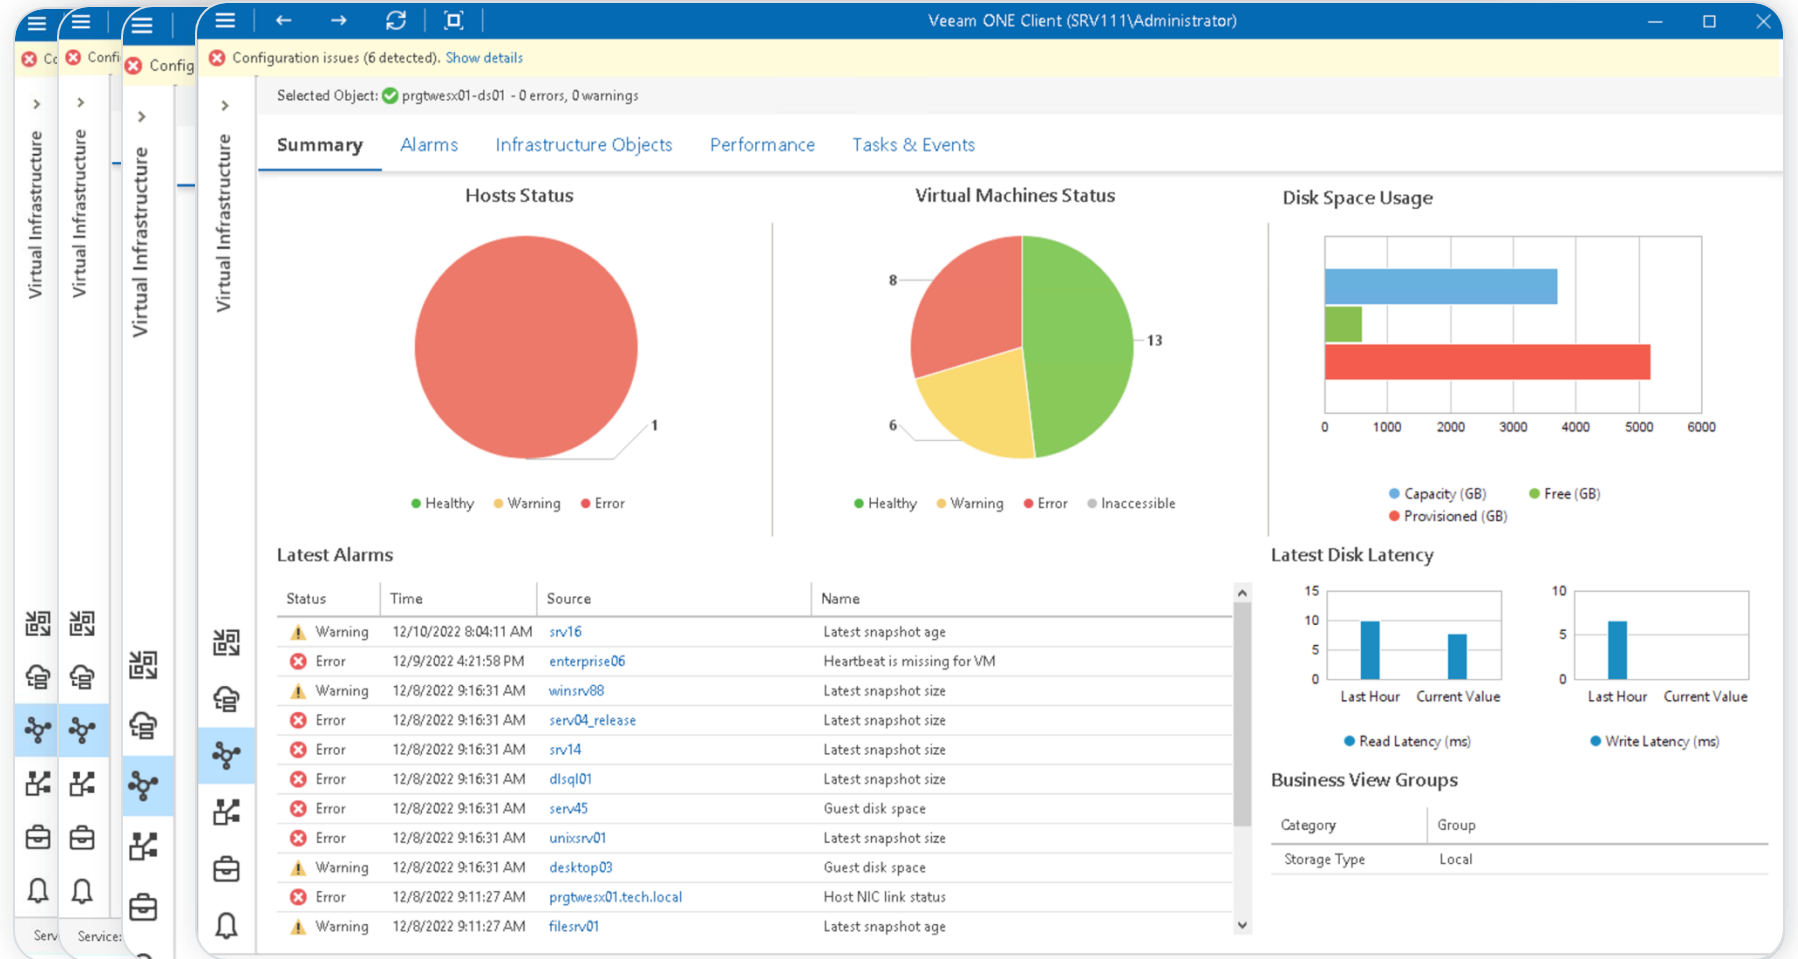 Veeam ONE Client (SRV111\Administrator)
Co
Confi
Config
Configuration issues (6 detected). Show details
Selected Object: prgtwesx01-ds01 - 0 errors, 0 warnings
Virtual Infrastructure
Virtual Infrastructure
Virtual Infrastructure
Virtual Infrastructure
Summary Alarms Infrastructure Objects Performance Tasks & Events
Hosts Status
1
Healthy Warning Error
Virtual Machines Status
8
13
6
Healthy Warning Error Inaccessible
Disk Space Usage
0 1000 2000 3000 4000 5000 6000
Capacity (GB) Free (GB)
Provisioned (GB)
Latest Alarms
Status Time Source Name
Warning 12/10/2022 8:04:11 AM srv16 Latest snapshot age
Error 12/9/2022 4:21:58 PM enterprise06 Heartbeat is missing for VM
Warning 12/8/2022 9:16:31 AM winsrv88 Latest snapshot size
Error 12/8/2022 9:16:31 AM serv04_release Latest snapshot size
Error 12/8/2022 9:16:31 AM srv14 Latest snapshot size
Error 12/8/2022 9:16:31 AM dlsql01 Latest snapshot size
Error 12/8/2022 9:16:31 AM serv45 Guest disk space
Error 12/8/2022 9:16:31 AM unixsrv01 Latest snapshot size
Warning 12/8/2022 9:16:31 AM desktop03 Guest disk space
Error 12/8/2022 9:11:27 AM prgtwesx01.tech.local Host NIC link status
Warning 12/8/2022 9:11:27 AM filesrv01 Latest snapshot age
Latest Disk Latency
15
10
5
0
Last Hour Current Value
Read Latency (ms)
10
5
0
Last Hour Current Value
Write Latency (ms)
Business View Groups
Category Group
Storage Type Local
Serv
Service: